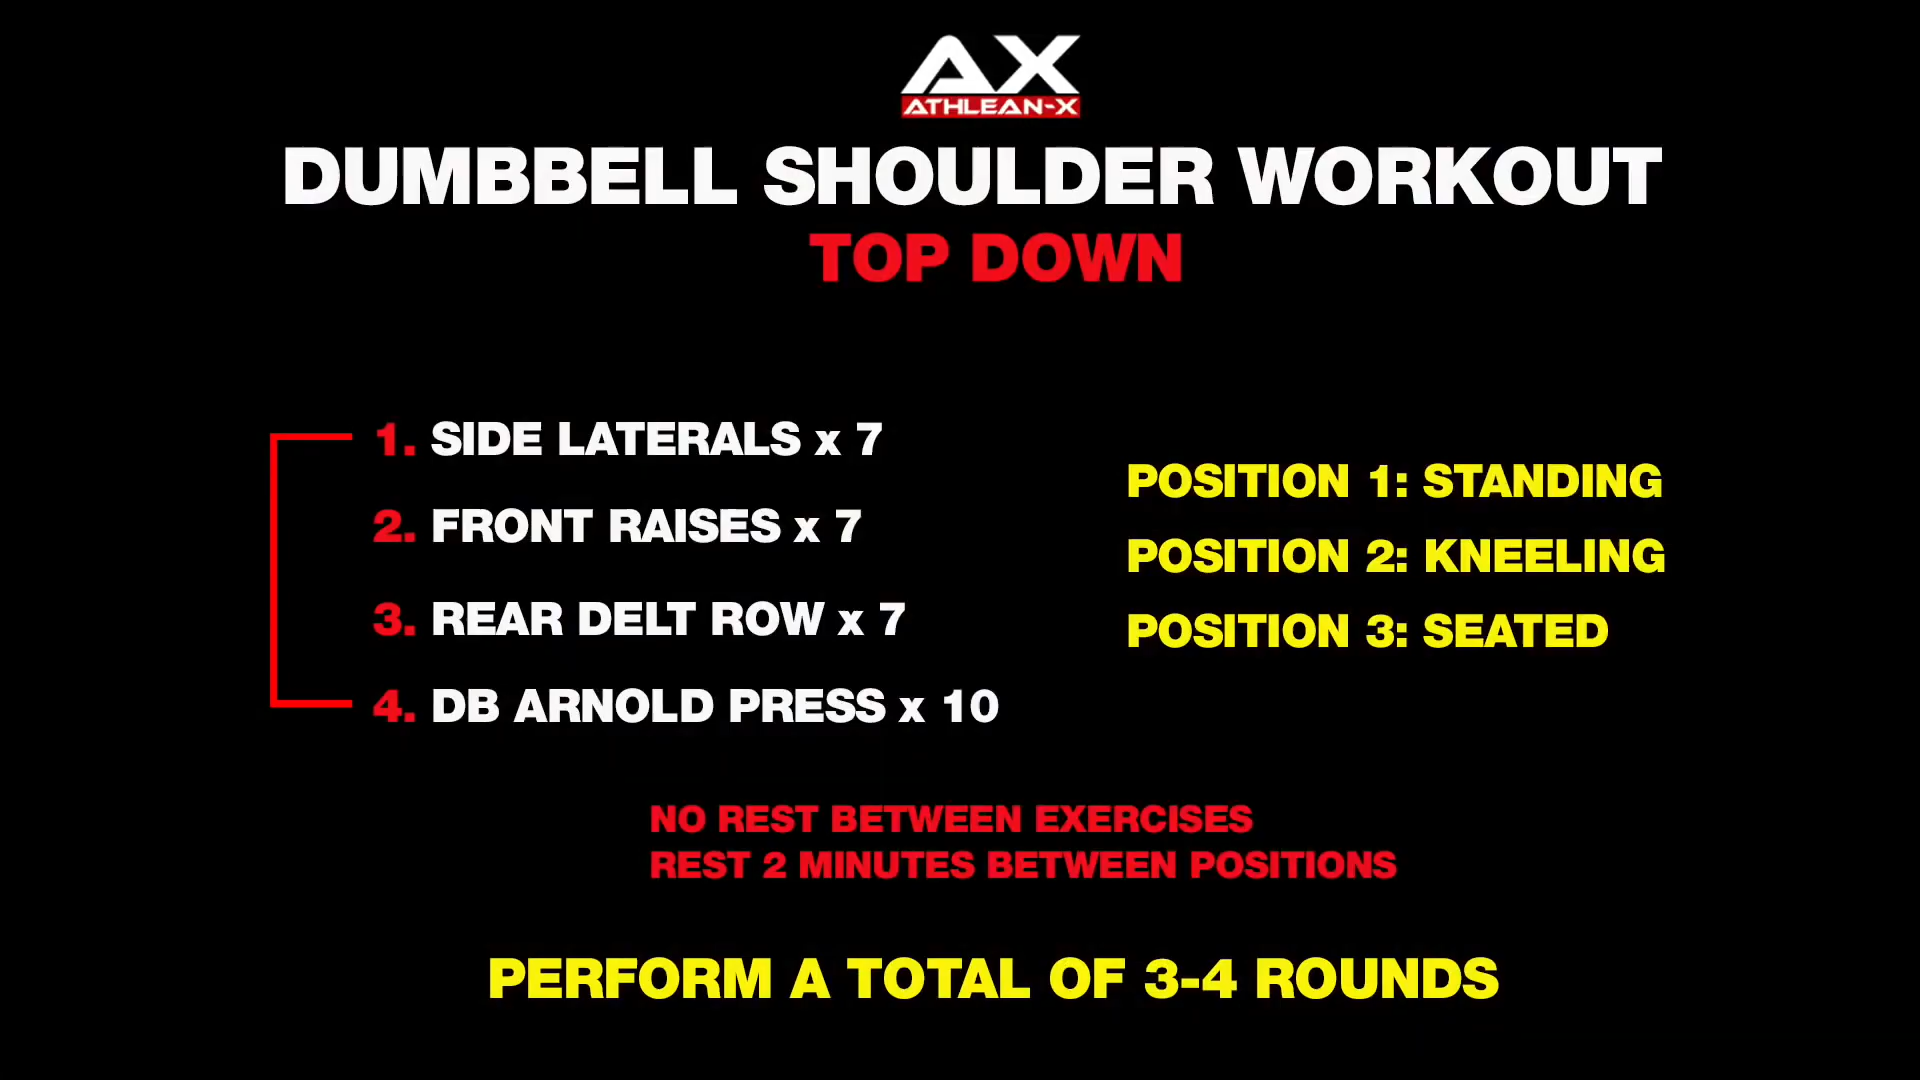 AX
ATHLEAN-X
DUMBBELL SHOULDER WORKOUT
TOP DOWN
1. SIDE LATERALS x 7
2. FRONT RAISES x 7
3. REAR DELT ROW x 7
4. DB ARNOLD PRESS x 10
POSITION 1: STANDING
POSITION 2: KNEELING
POSITION 3: SEATED
NO REST BETWEEN EXERCISES
REST 2 MINUTES BETWEEN POSITIONS
PERFORM A TOTAL OF 3-4 ROUNDS